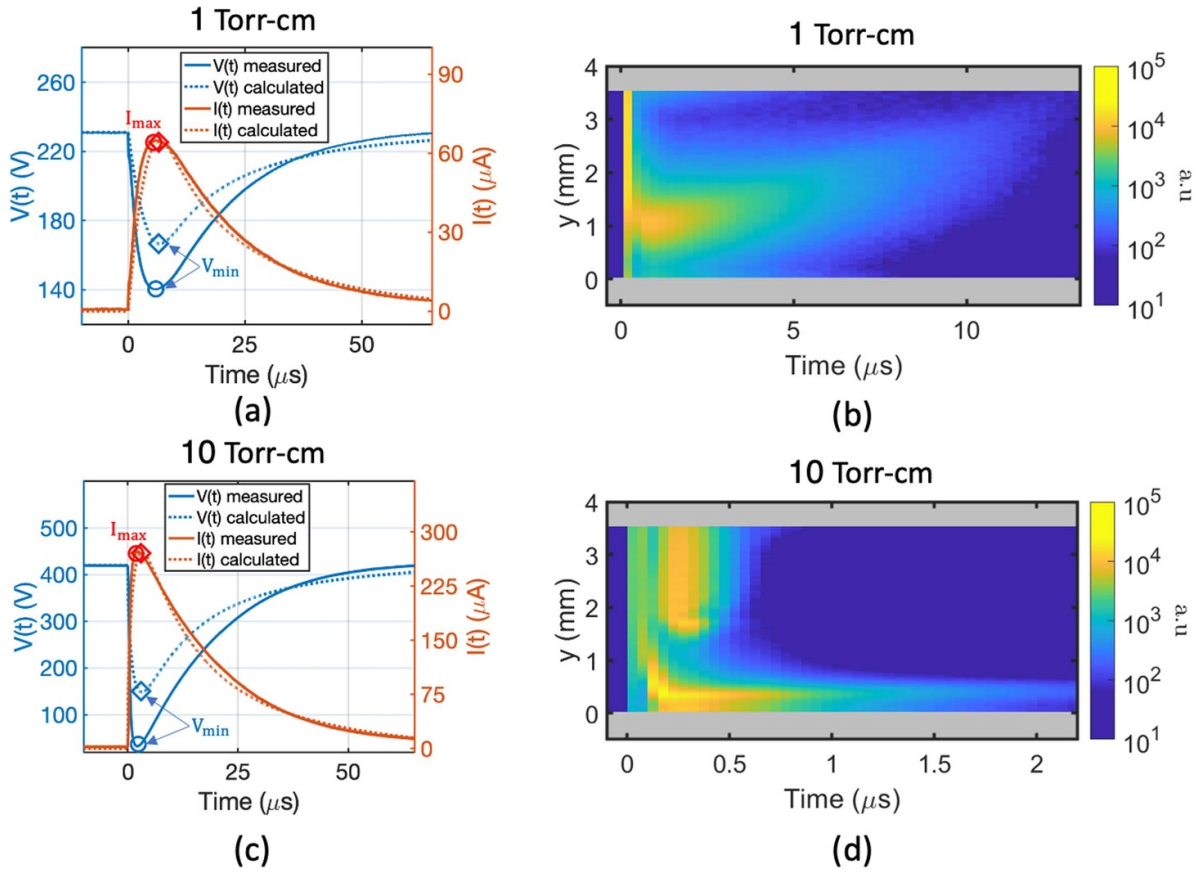 1 Torr-cm
V(t) measured
V(t) calculated
I(t) measured
I(t) calculated
I_max
V_min
260
220
180
140
V(t) (V)
90
60
30
0
I(t) (μA)
0 25 50
Time (μs)
(a)
1 Torr-cm
4
3
2
1
0
y (mm)
0 5 10
Time (μs)
10^5
10^4
10^3
10^2
10^1
a.u
(b)
10 Torr-cm
V(t) measured
V(t) calculated
I(t) measured
I(t) calculated
I_max
V_min
500
400
300
200
100
V(t) (V)
300
225
150
75
0
I(t) (μA)
0 25 50
Time (μs)
(c)
10 Torr-cm
4
3
2
1
0
y (mm)
0 0.5 1 1.5 2
Time (μs)
10^5
10^4
10^3
10^2
10^1
a.u
(d)